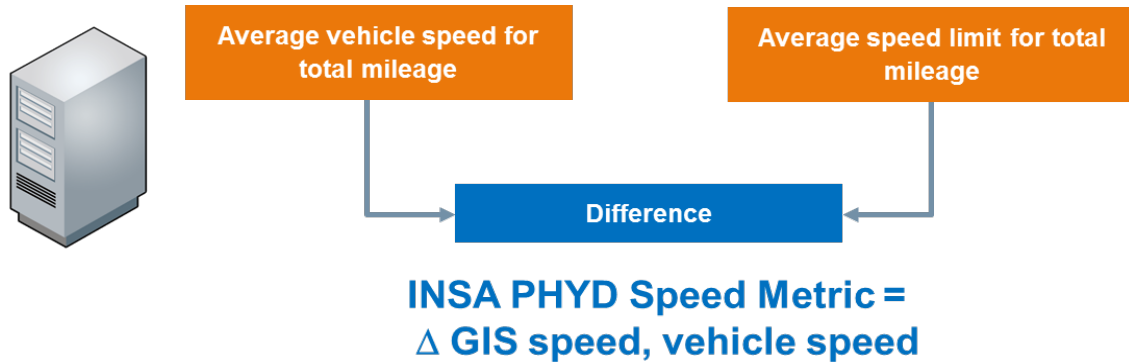 Average vehicle speed for
total mileage
Average speed limit for total
mileage
Difference
INSA PHYD Speed Metric =
Δ GIS speed, vehicle speed